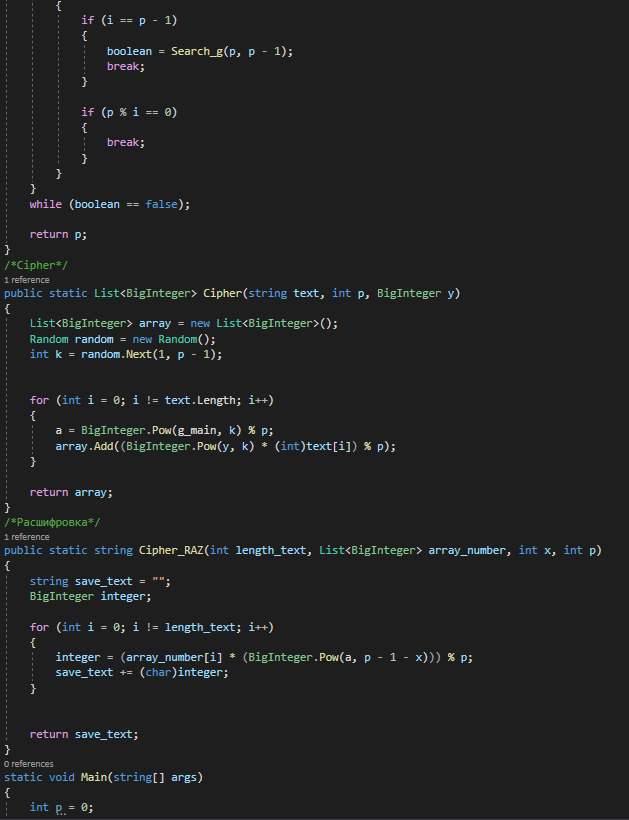 {
if (i == p - 1)
{
boolean = Search_g(p, p - 1);
break;
}
if (p % i == 0)
{
break;
}
}
}
while (boolean == false);
return p;
}
/*Cipher*/
1 reference
public static List<BigInteger> Cipher(string text, int p, BigInteger y)
{
List<BigInteger> array = new List<BigInteger>();
Random random = new Random();
int k = random.Next(1, p - 1);
for (int i = 0; i != text.Length; i++)
{
a = BigInteger.Pow(g_main, k) % p;
array.Add((BigInteger.Pow(y, k) * (int)text[i]) % p);
}
return array;
}
/*Расшифровка*/
1 reference
public static string Cipher_RAZ(int length_text, List<BigInteger> array_number, int x, int p)
{
string save_text = "";
BigInteger integer;
for (int i = 0; i != length_text; i++)
{
integer = (array_number[i] * (BigInteger.Pow(a, p - 1 - x))) % p;
save_text += (char)integer;
}
return save_text;
}
0 references
static void Main(string[] args)
{
int p = 0;